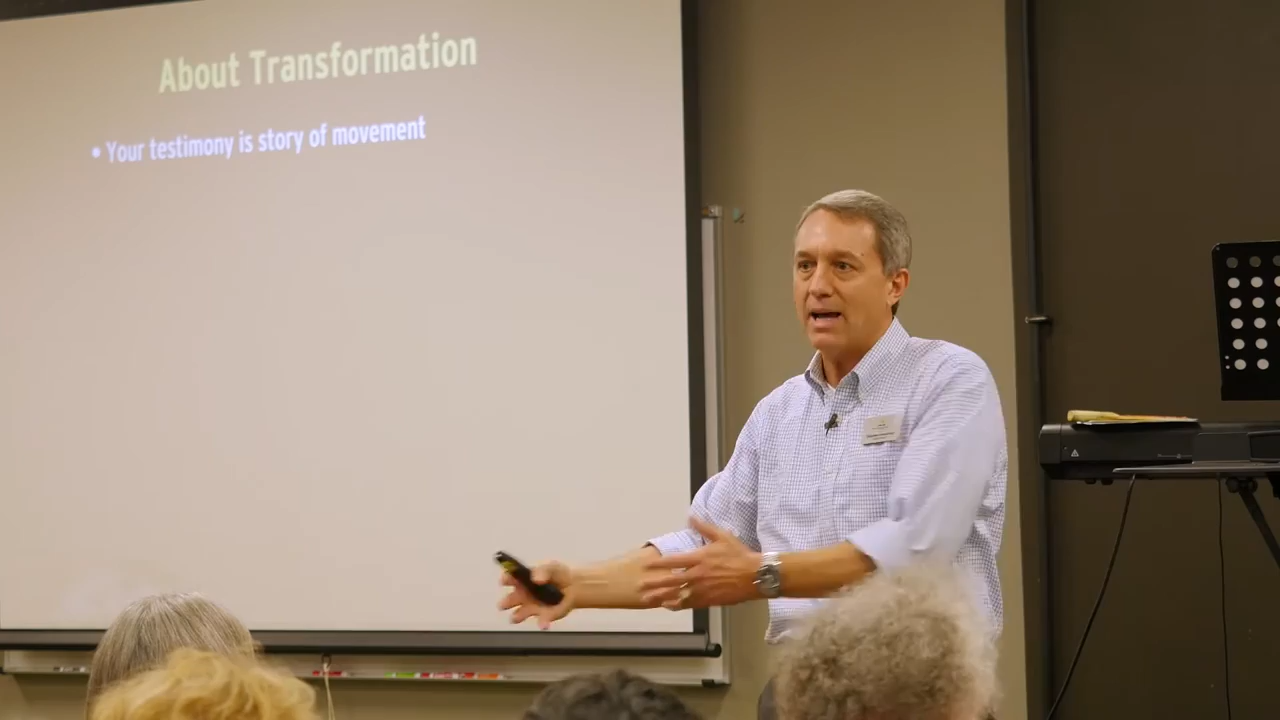 About Transformation
• Your testimony is story of movement